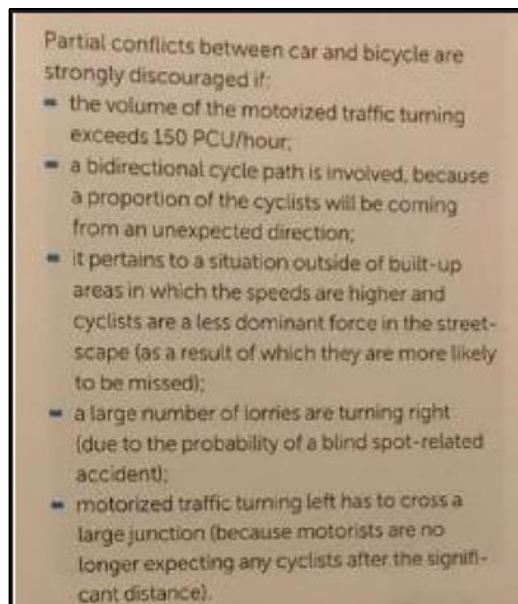 Partial conflicts between car and bicycle are
strongly discouraged if:
- the volume of the motorized traffic turning
exceeds 150 PCU/hour;
- a bidirectional cycle path is involved, because
a proportion of the cyclists will be coming
from an unexpected direction;
- it pertains to a situation outside of built-up
areas in which the speeds are higher and
cyclists are a less dominant force in the street-
scape (as a result of which they are more likely
to be missed);
- a large number of lorries are turning right
(due to the probability of a blind spot-related
accident);
- motorized traffic turning left has to cross a
large junction (because motorists are no
longer expecting any cyclists after the signifi-
cant distance).